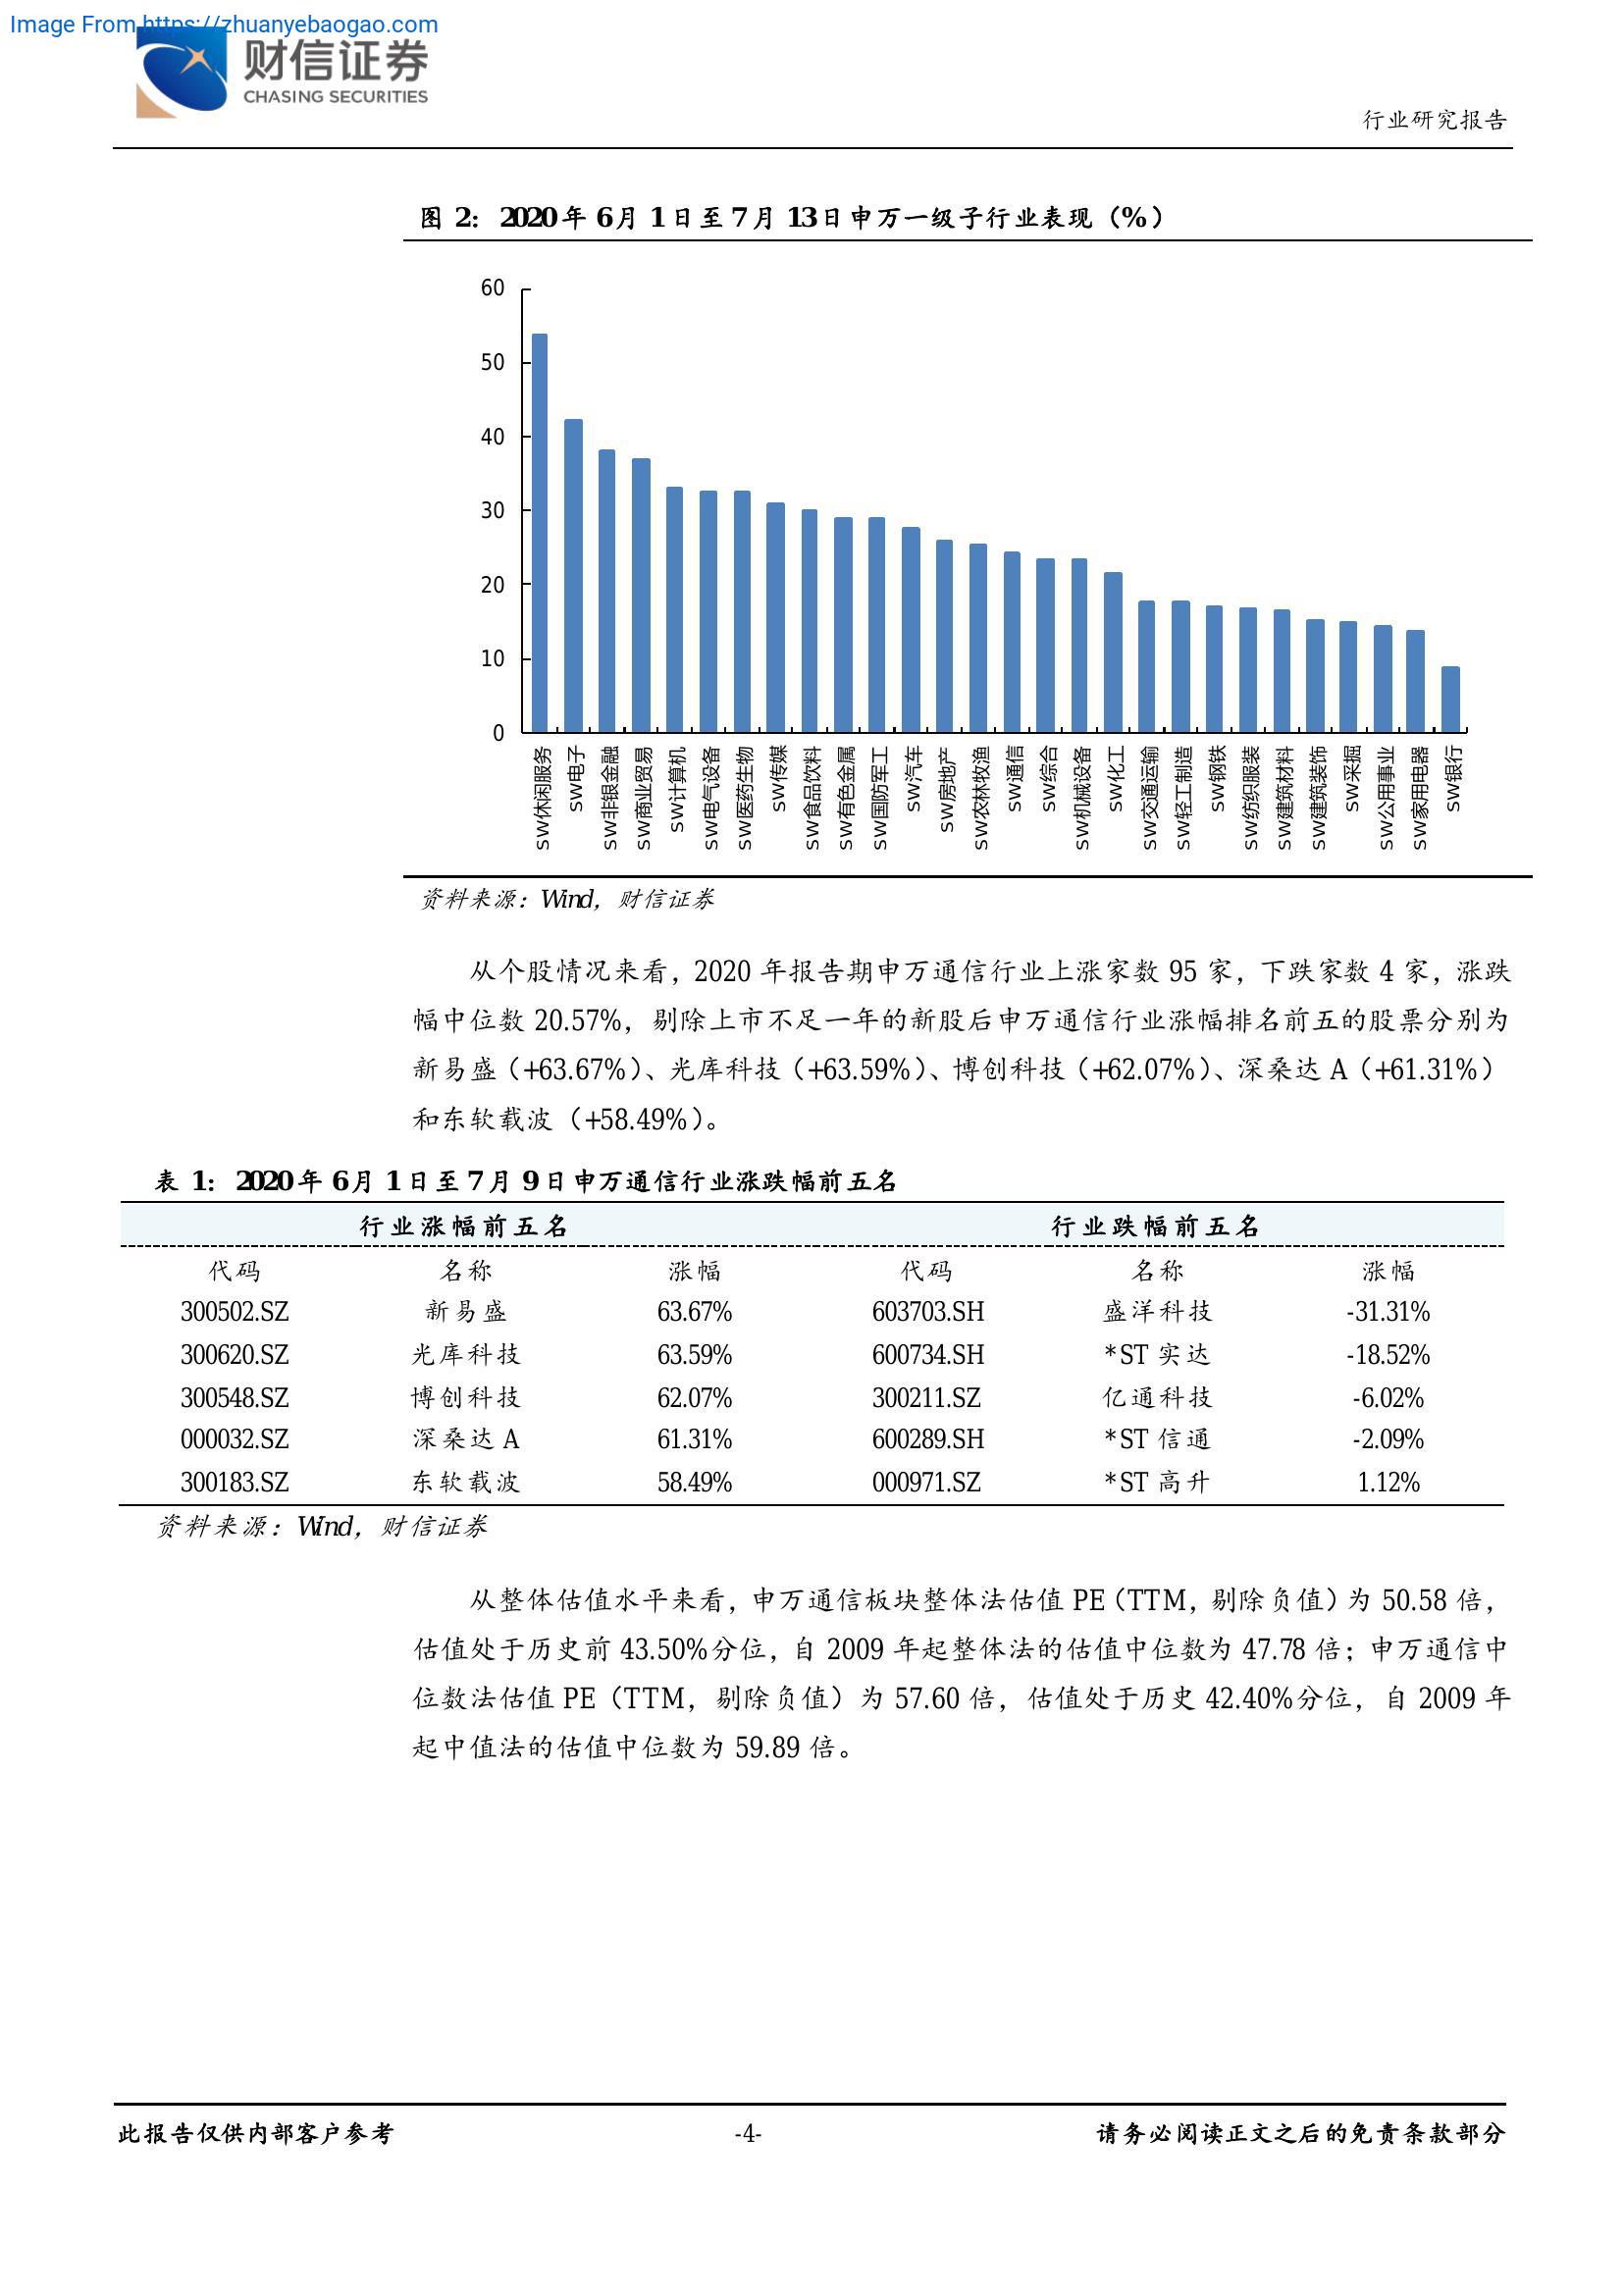 Image From https://zhuanyebaogao.com
财信证券
CHASING SECURITIES
行业研究报告
图 2：2020 年 6 月 1 日至 7 月 13 日申万一级子行业表现（%）
60
50
40
30
20
10
0
SW休闲服务
SW电子
SW非银金融
SW商业贸易
SW计算机
SW电气设备
SW医药生物
SW传媒
SW食品饮料
SW有色金属
SW国防军工
SW汽车
SW房地产
SW农林牧渔
SW通信
SW综合
SW机械设备
SW化工
SW交通运输
SW轻工制造
SW钢铁
SW纺织服装
SW建筑材料
SW建筑装饰
SW采掘
SW公用事业
SW家用电器
SW银行
资料来源：Wind，财信证券
从个股情况来看，2020 年报告期申万通信行业上涨家数 95 家，下跌家数 4 家，涨跌
幅中位数 20.57%，剔除上市不足一年的新股后申万通信行业涨幅排名前五的股票分别为
新易盛（+63.67%）、光库科技（+63.59%）、博创科技（+62.07%）、深桑达 A（+61.31%）
和东软载波（+58.49%）。
表 1：2020 年 6 月 1 日至 7 月 9 日申万通信行业涨跌幅前五名
行业涨幅前五名 行业跌幅前五名
代码 名称 涨幅 代码 名称 涨幅
300502.SZ 新易盛 63.67% 603703.SH 盛洋科技 -31.31%
300620.SZ 光库科技 63.59% 600734.SH *ST 实达 -18.52%
300548.SZ 博创科技 62.07% 300211.SZ 亿通科技 -6.02%
000032.SZ 深桑达 A 61.31% 600289.SH *ST 信通 -2.09%
300183.SZ 东软载波 58.49% 000971.SZ *ST 高升 1.12%
资料来源：Wind，财信证券
从整体估值水平来看，申万通信板块整体法估值 PE（TTM，剔除负值）为 50.58 倍，
估值处于历史前 43.50%分位，自 2009 年起整体法的估值中位数为 47.78 倍；申万通信中
位数法估值 PE（TTM，剔除负值）为 57.60 倍，估值处于历史 42.40%分位，自 2009 年
起中值法的估值中位数为 59.89 倍。
此报告仅供内部客户参考 -4- 请务必阅读正文之后的免责条款部分